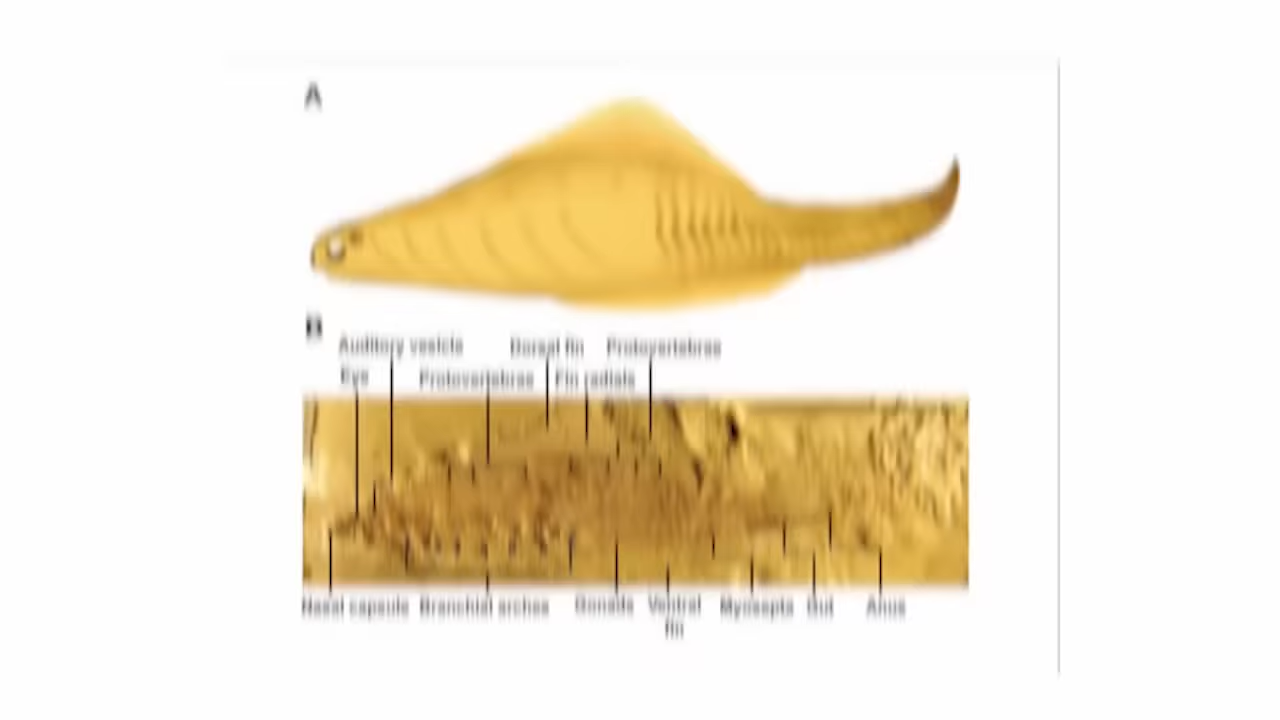 A
B
Auditory vesicle Dorsal fin Protovertebrae
Eye Protovertebrae Fin radials
Nasal capsule Branchial arches Gonads Ventral Myosepta Gut Anus
fin